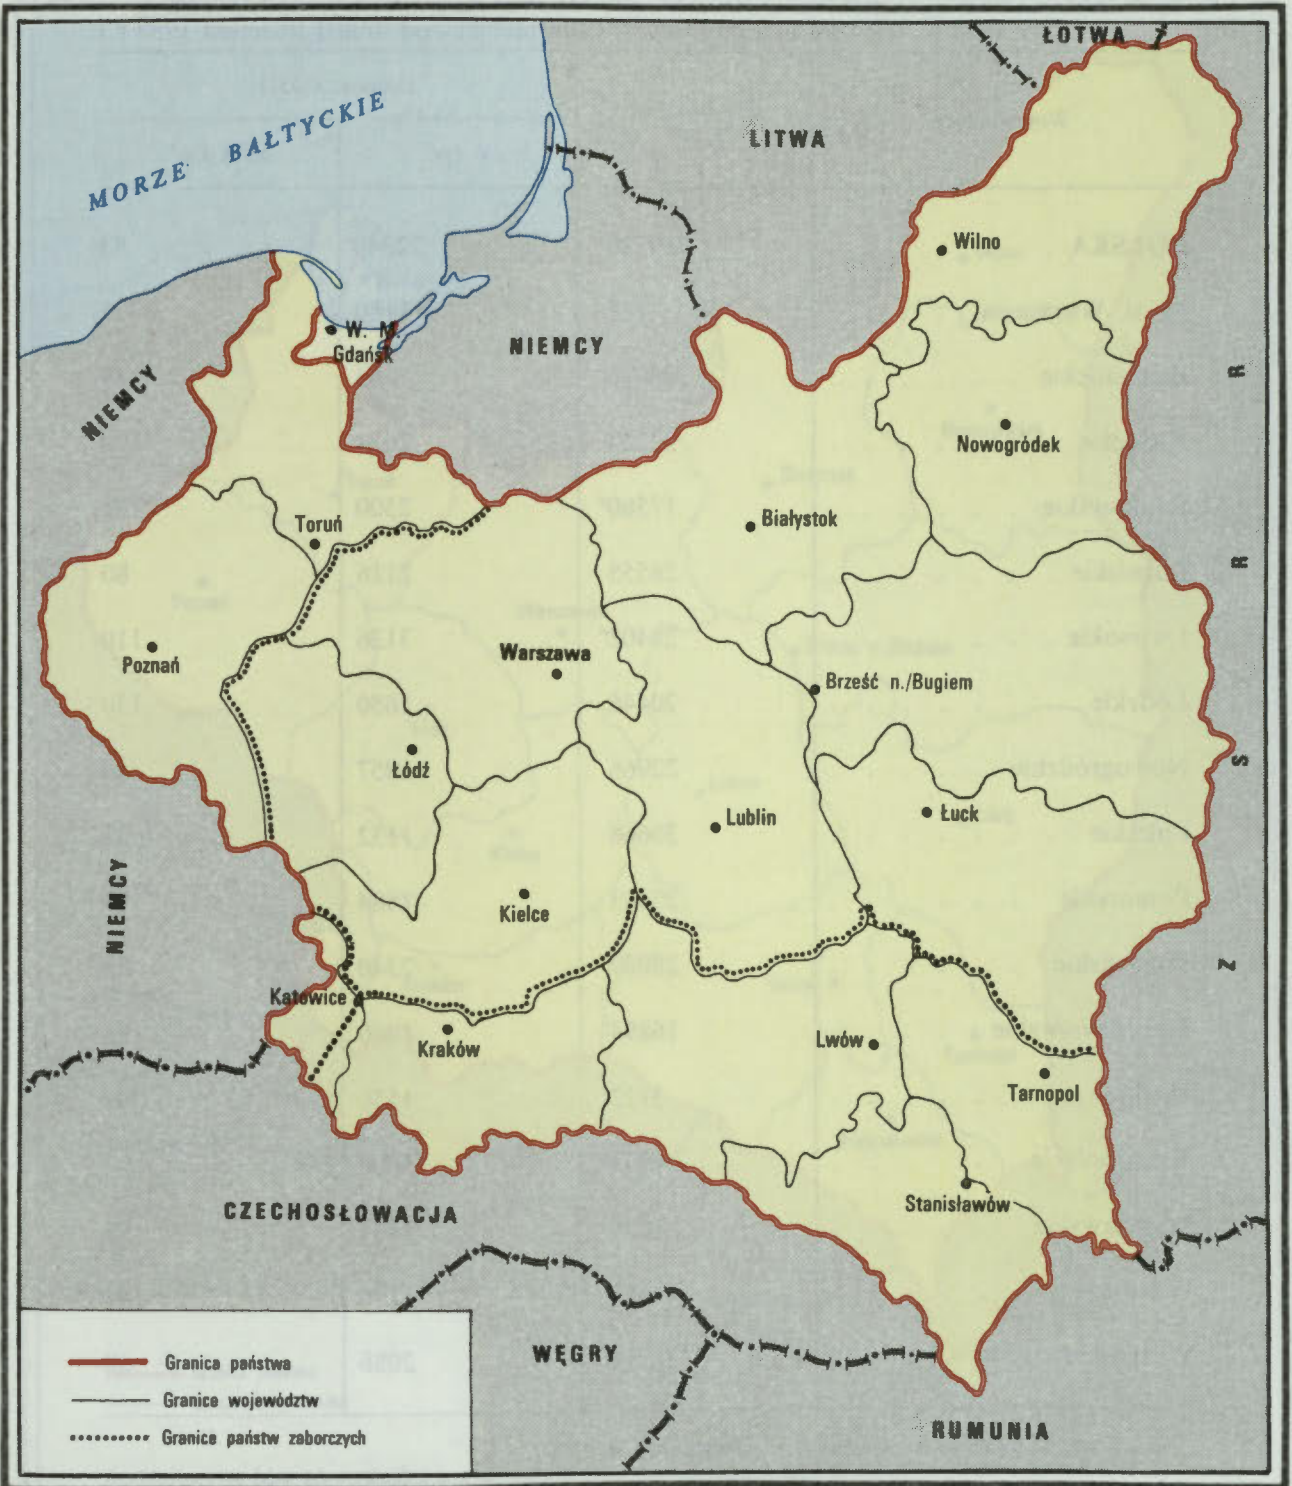 ŁOTWA
MORZE BAŁTYCKIE
LITWA
Wilno
W. M.
Gdańsk
NIEMCY
NIEMCY
Nowogródek
Toruń
Białystok
Poznań
Warszawa
Brześć n./Bugiem
Łódź
Łuck
Lublin
NIEMCY
Kielce
Z S R R
Katowice
Kraków
Lwów
Tarnopol
Stanisławów
CZECHOSŁOWACJA
WĘGRY
RUMUNIA
Granica państwa
Granice województw
Granice państw zaborczych